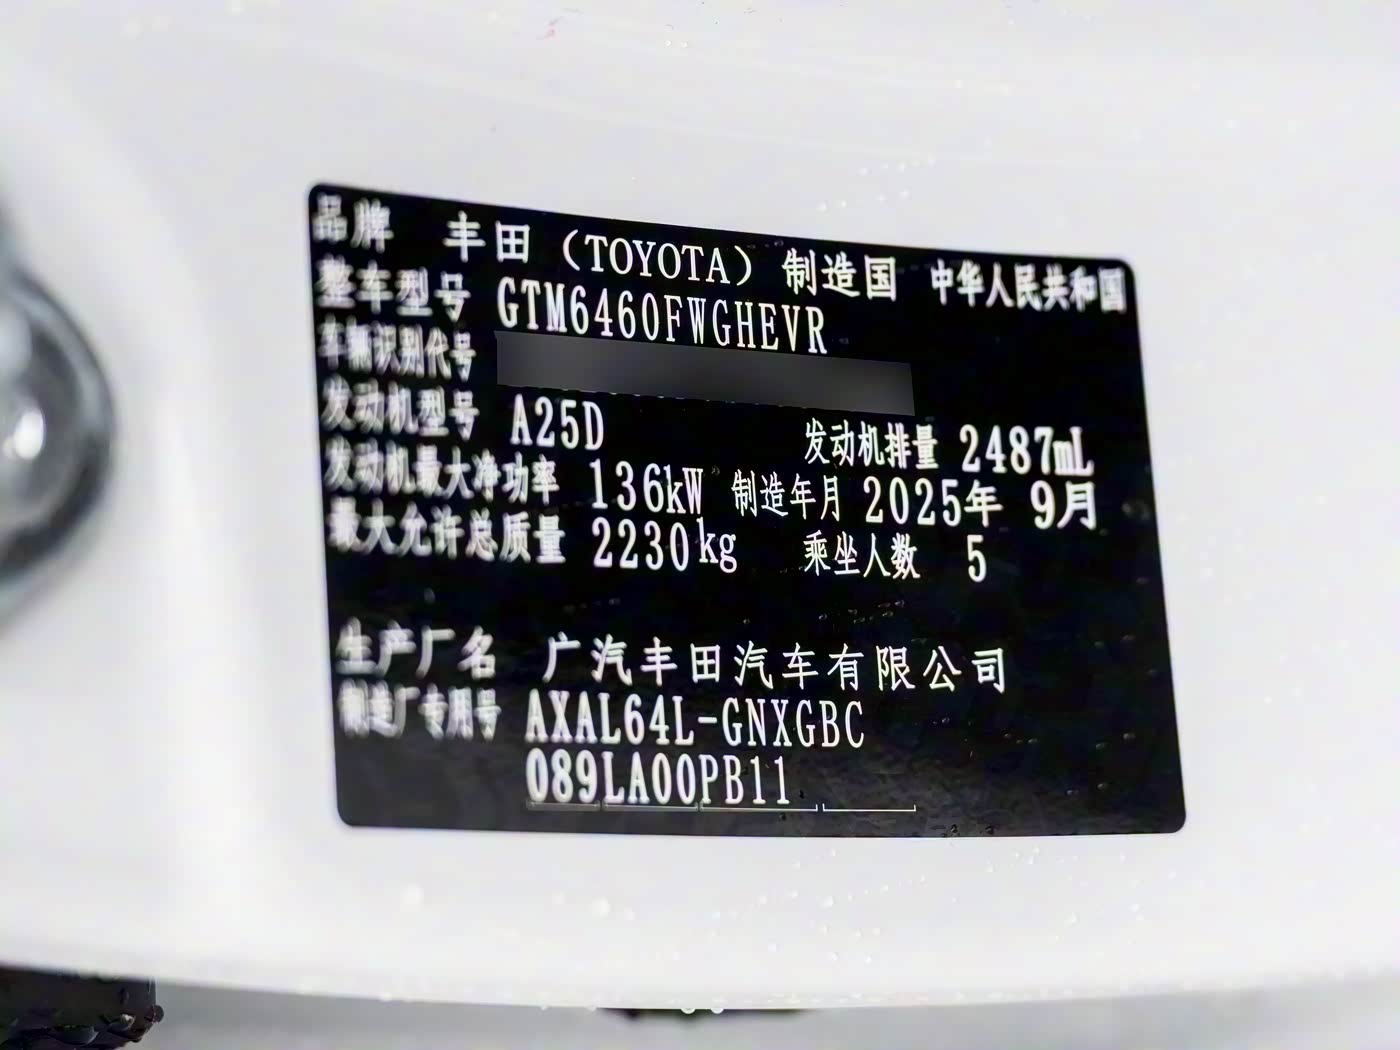 品牌 丰田（TOYOTA）制造国 中华人民共和国
整车型号 GTM6460FWGHEVR
车辆识别代号
发动机型号 A25D 发动机排量 2487mL
发动机最大净功率 136kW 制造年月 2025年 9月
最大允许总质量 2230kg 乘坐人数 5
生产厂名 广汽丰田汽车有限公司
制造厂专用号 AXAL64L-GNXGBC
089LA00PB11